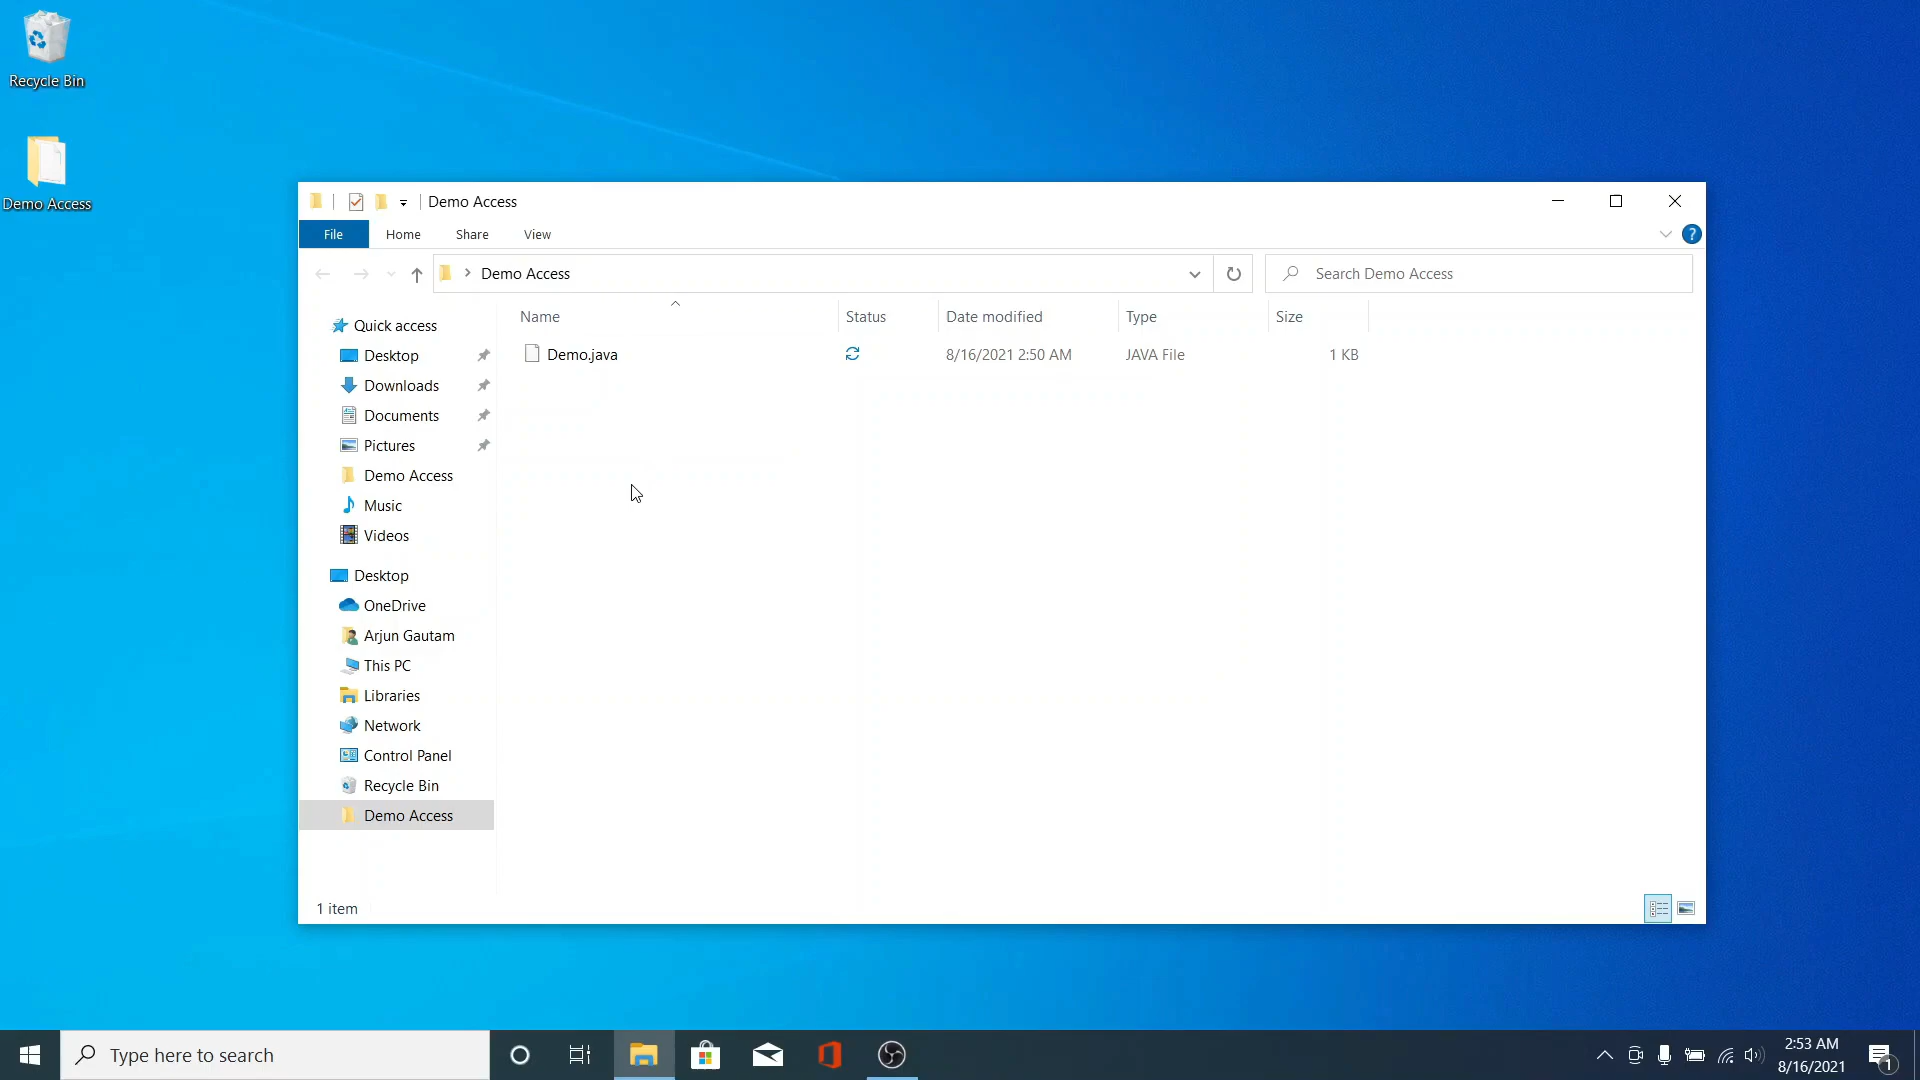 Recycle Bin
Demo Access
Demo Access
File Home Share View
?
Demo Access
Search Demo Access
Name Status Date modified Type Size
Demo.java 8/16/2021 2:50 AM JAVA File 1 KB
Quick access
Desktop
Downloads
Documents
Pictures
Demo Access
Music
Videos
Desktop
OneDrive
Arjun Gautam
This PC
Libraries
Network
Control Panel
Recycle Bin
Demo Access
1 item
Type here to search
2:53 AM
8/16/2021
1